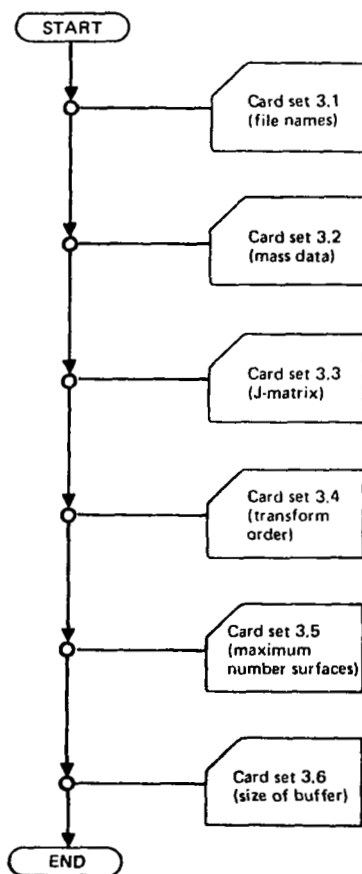 START
Card set 3.1
(file names)
Card set 3.2
(mass data)
Card set 3.3
(J-matrix)
Card set 3.4
(transform
order)
Card set 3.5
(maximum
number surfaces)
Card set 3.6
(size of buffer)
END